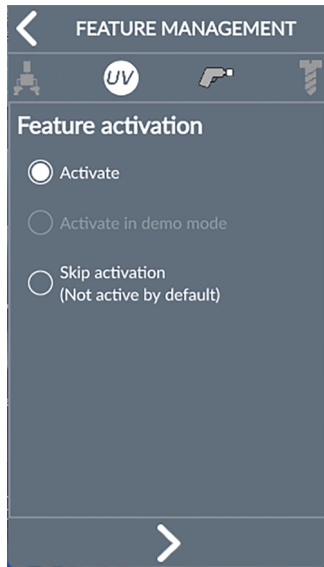 FEATURE MANAGEMENT
UV
Feature activation
Activate
Activate in demo mode
Skip activation
(Not active by default)